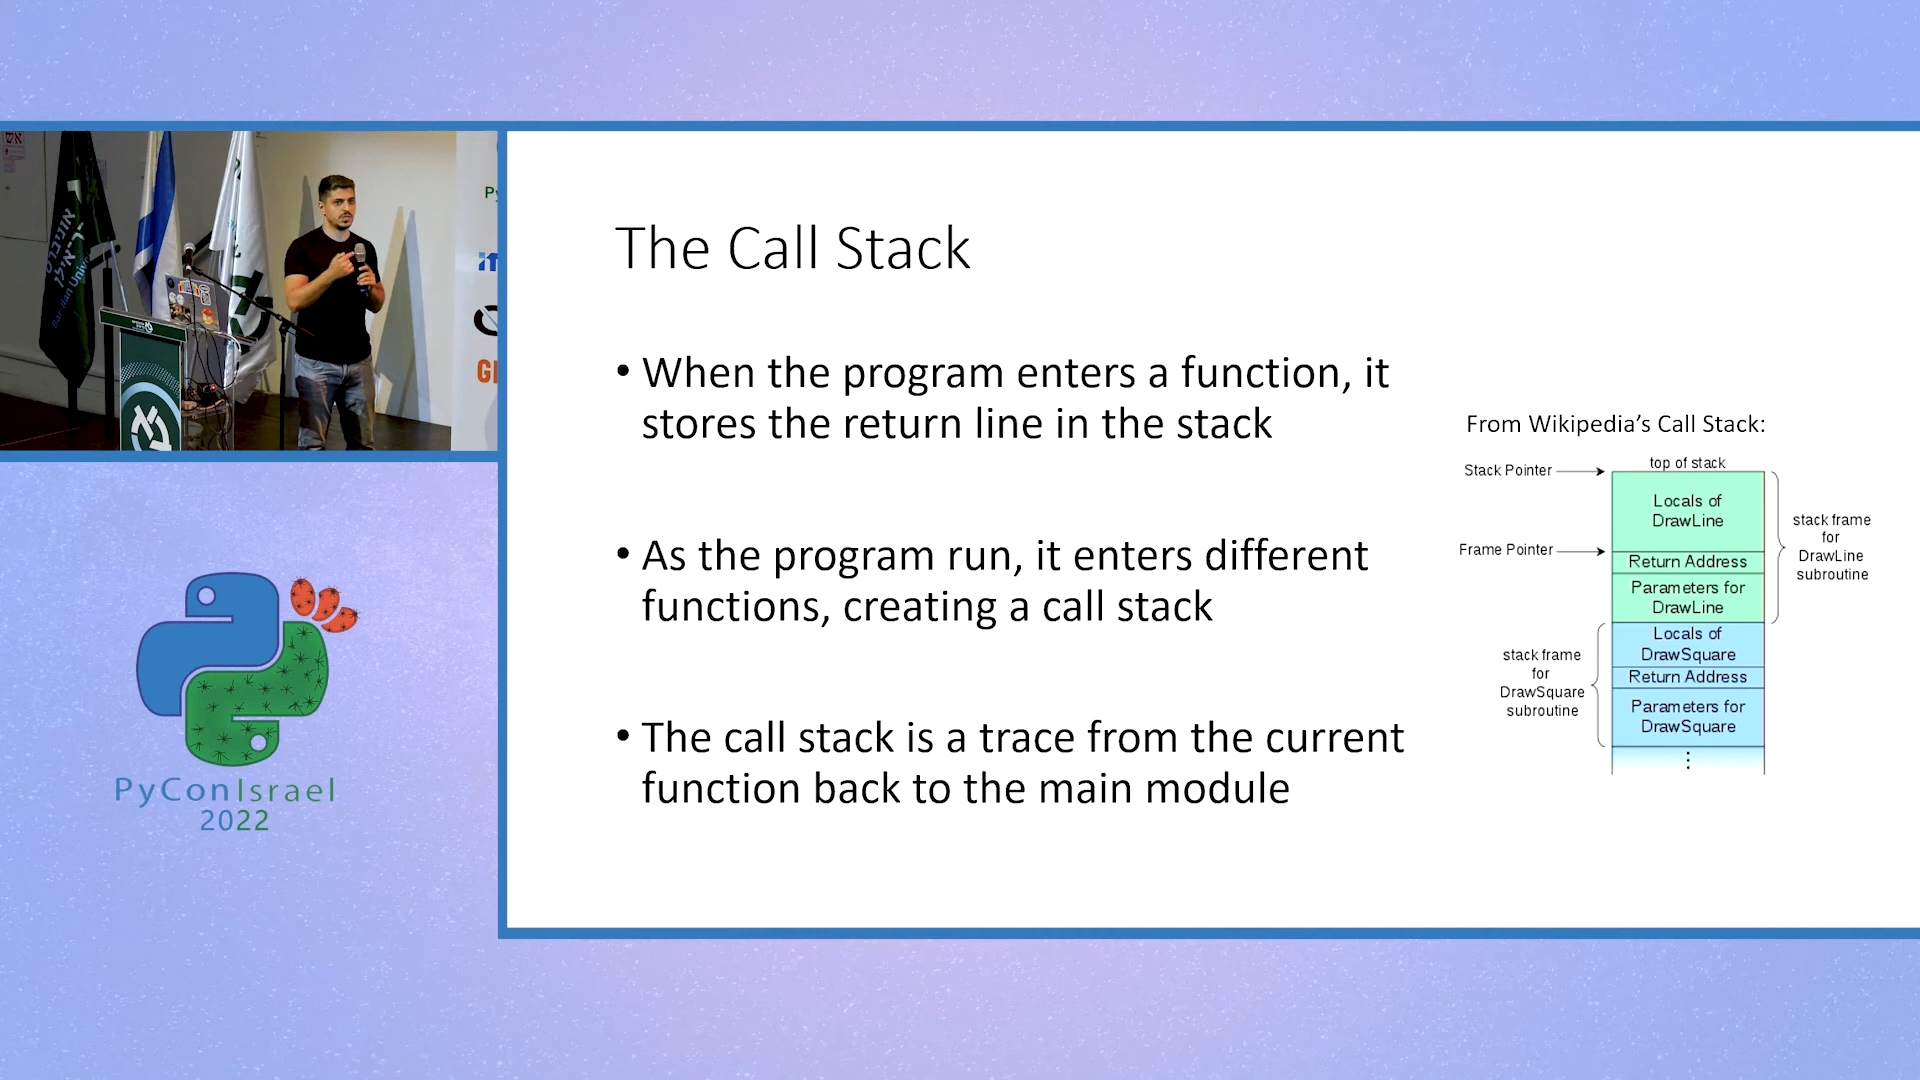 The Call Stack
• When the program enters a function, it
stores the return line in the stack
• As the program run, it enters different
functions, creating a call stack
• The call stack is a trace from the current
function back to the main module
From Wikipedia's Call Stack:
top of stack
Stack Pointer
Locals of
DrawLine
Frame Pointer
Return Address
Parameters for
DrawLine
stack frame
for
DrawLine
subroutine
Locals of
DrawSquare
Return Address
Parameters for
DrawSquare
stack frame
for
DrawSquare
subroutine
PyConIsrael
2022